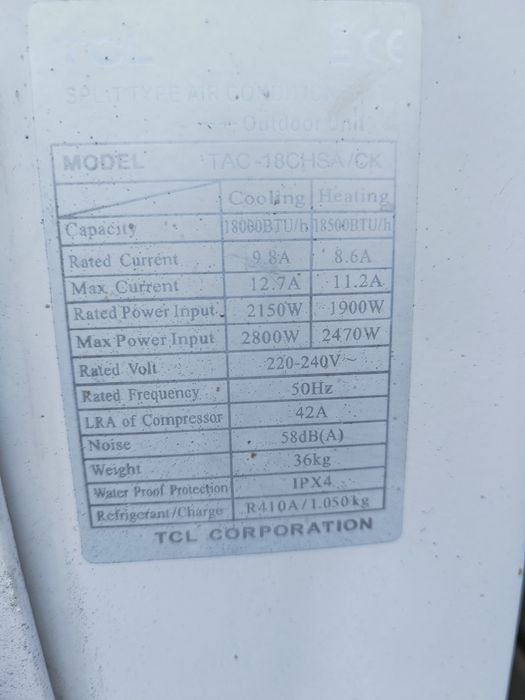 TCL CE
SPLIT TYPE AIR CONDITIONER
Outdoor Unit
MODEL TAC-18CHSA/CK
Cooling Heating
Capacity 18000BTU/h 18500BTU/h
Rated Current 9.8A 8.6A
Max. Current 12.7A 11.2A
Rated Power Input 2150W 1900W
Max Power Input 2800W 2470W
Rated Volt 220-240V~
Rated Frequency 50Hz
LRA of Compressor 42A
Noise 58dB(A)
Weight 36kg
Water Proof Protection IPX4
Refrigerant/Charge R410A/1.050kg
TCL CORPORATION